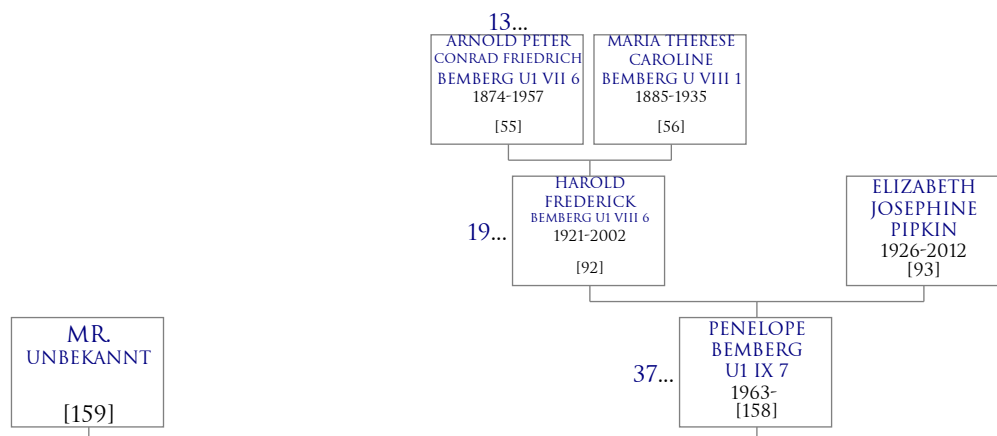 13...
ARNOLD PETER
CONRAD FRIEDRICH
BEMBERG U1 VII 6
1874-1957
[55]
MARIA THERESE
CAROLINE
BEMBERG U VIII 1
1885-1935
[56]
19...
HAROLD
FREDERICK
BEMBERG U1 VIII 6
1921-2002
[92]
ELIZABETH
JOSEPHINE
PIPKIN
1926-2012
[93]
MR.
UNBEKANNT
[159]
37...
PENELOPE
BEMBERG
U1 IX 7
1963-
[158]